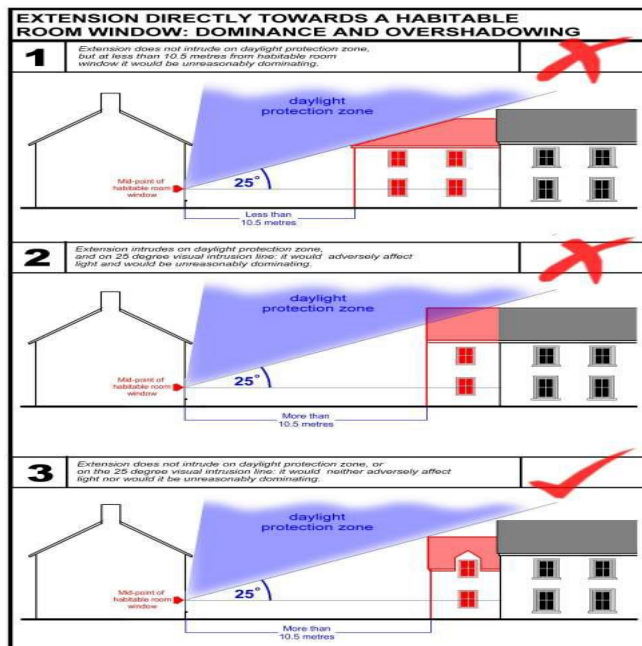 EXTENSION DIRECTLY TOWARDS A HABITABLE
ROOM WINDOW: DOMINANCE AND OVERSHADOWING
1
Extension does not intrude on daylight protection zone,
but at less than 10.5 metres from habitable room
window it would be unreasonably dominating.
daylight
protection zone
Mid-point of
habitable room
window
25°
Less than
10.5 metres
2
Extension intrudes on daylight protection zone,
and on 25 degree visual intrusion line: it would adversely affect
light and would be unreasonably dominating.
daylight
protection zone
Mid-point of
habitable room
window
25°
More than
10.5 metres
3
Extension does not intrude on daylight protection zone, or
on the 25 degree visual intrusion line: it would neither adversely affect
light nor would it be unreasonably dominating.
daylight
protection zone
Mid-point of
habitable room
window
25°
More than
10.5 metres